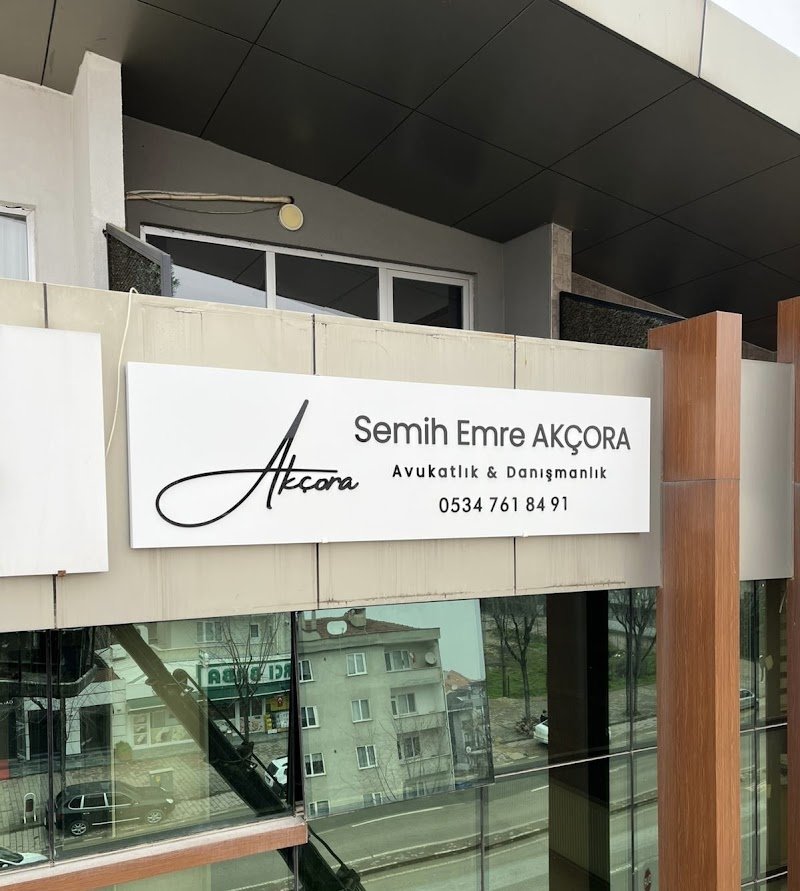 Akçora
Semih Emre AKÇORA
Avukatlık & Danışmanlık
0534 761 84 91